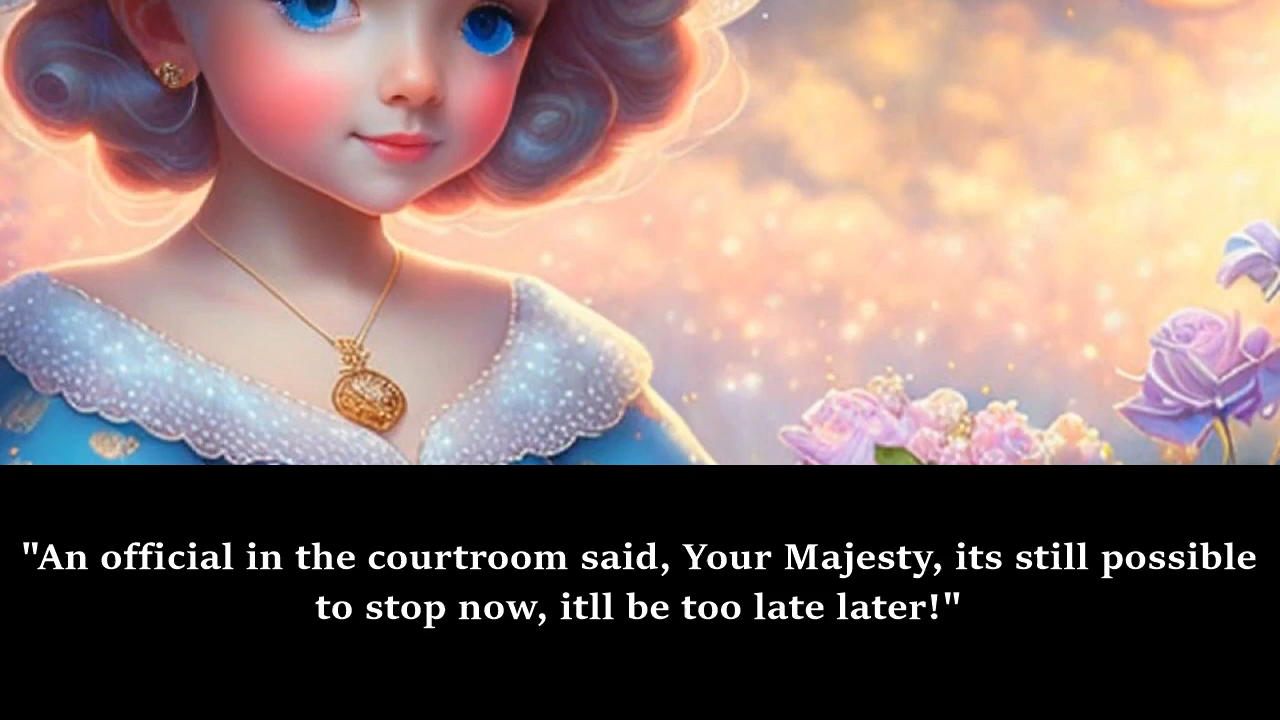 "An official in the courtroom said, Your Majesty, its still possible
to stop now, itll be too late later!"